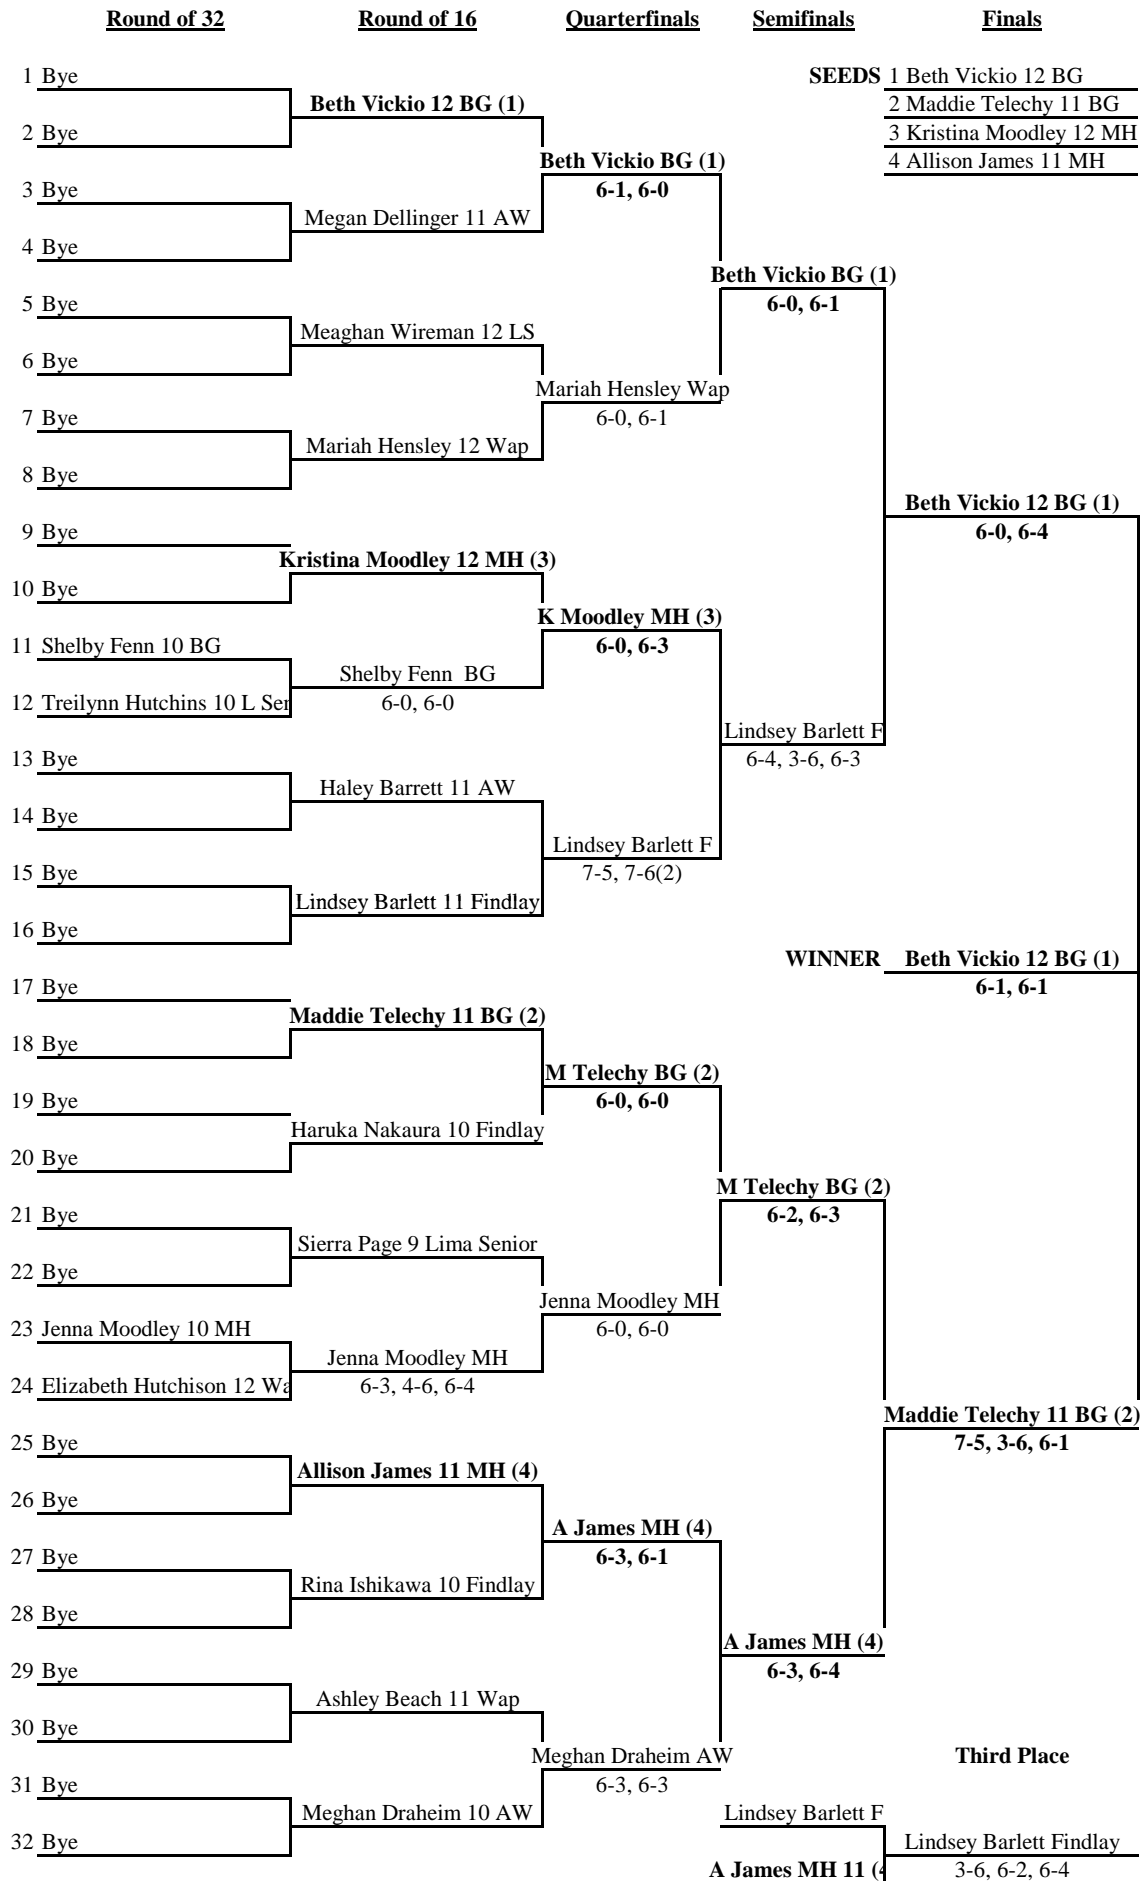 Round of 32 Round of 16 Quarterfinals Semifinals Finals
1 Bye SEEDS 1 Beth Vickio 12 BG
Beth Vickio 12 BG (1) 2 Maddie Telechy 11 BG
2 Bye 3 Kristina Moodley 12 MH
Beth Vickio BG (1) 4 Allison James 11 MH
3 Bye 6-1, 6-0
Megan Dellinger 11 AW
4 Bye
Beth Vickio BG (1)
5 Bye 6-0, 6-1
Meaghan Wireman 12 LS
6 Bye
Mariah Hensley Wap
7 Bye 6-0, 6-1
Mariah Hensley 12 Wap
8 Bye
Beth Vickio 12 BG (1)
9 Bye 6-0, 6-4
Kristina Moodley 12 MH (3)
10 Bye
K Moodley MH (3)
11 Shelby Fenn 10 BG 6-0, 6-3
Shelby Fenn BG
12 Treilynn Hutchins 10 L Ser 6-0, 6-0
Lindsey Barlett F
13 Bye 6-4, 3-6, 6-3
Haley Barrett 11 AW
14 Bye
Lindsey Barlett F
15 Bye 7-5, 7-6(2)
Lindsey Barlett 11 Findlay
16 Bye
WINNER Beth Vickio 12 BG (1)
17 Bye 6-1, 6-1
Maddie Telechy 11 BG (2)
18 Bye
M Telechy BG (2)
19 Bye 6-0, 6-0
Haruka Nakaura 10 Findlay
20 Bye
M Telechy BG (2)
21 Bye 6-2, 6-3
Sierra Page 9 Lima Senior
22 Bye
Jenna Moodley MH
23 Jenna Moodley 10 MH 6-0, 6-0
Jenna Moodley MH
24 Elizabeth Hutchison 12 Wa 6-3, 4-6, 6-4
Maddie Telechy 11 BG (2)
25 Bye 7-5, 3-6, 6-1
Allison James 11 MH (4)
26 Bye
A James MH (4)
27 Bye 6-3, 6-1
Rina Ishikawa 10 Findlay
28 Bye
A James MH (4)
29 Bye 6-3, 6-4
Ashley Beach 11 Wap
30 Bye
Meghan Draheim AW Third Place
31 Bye 6-3, 6-3
Meghan Draheim 10 AW Lindsey Barlett F
32 Bye Lindsey Barlett Findlay
A James MH 11 (4 3-6, 6-2, 6-4